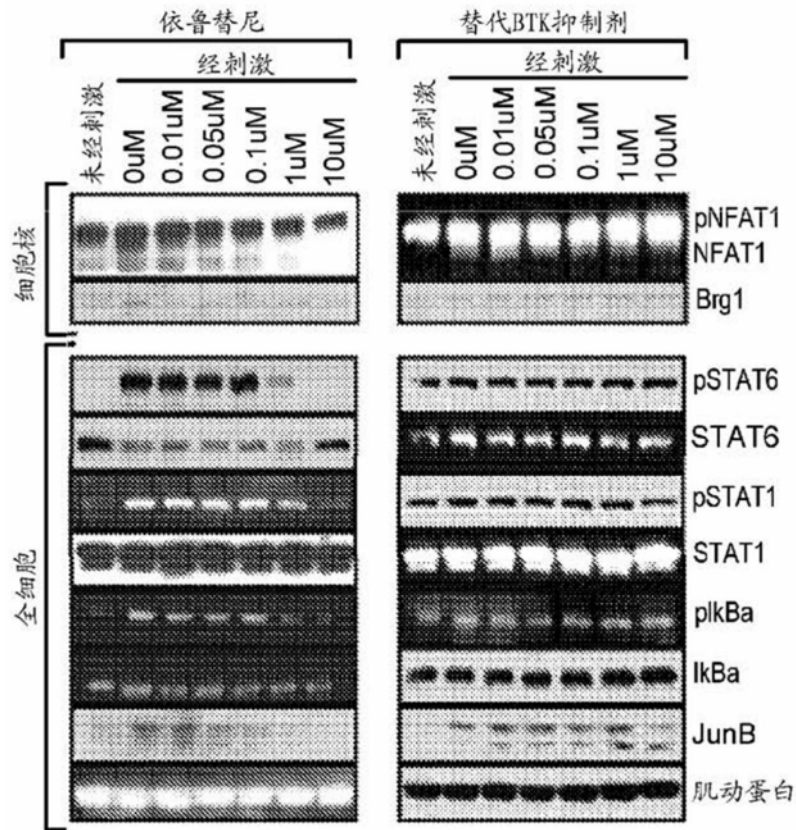 依鲁替尼
替代BTK抑制剂
经刺激
经刺激
未经刺激
0uM
0.01uM
0.05uM
0.1uM
1uM
10uM
未经刺激
0uM
0.01uM
0.05uM
0.1uM
1uM
10uM
细胞核
pNFAT1
NFAT1
Brg1
全细胞
pSTAT6
STAT6
pSTAT1
STAT1
pIkBa
IkBa
JunB
肌动蛋白